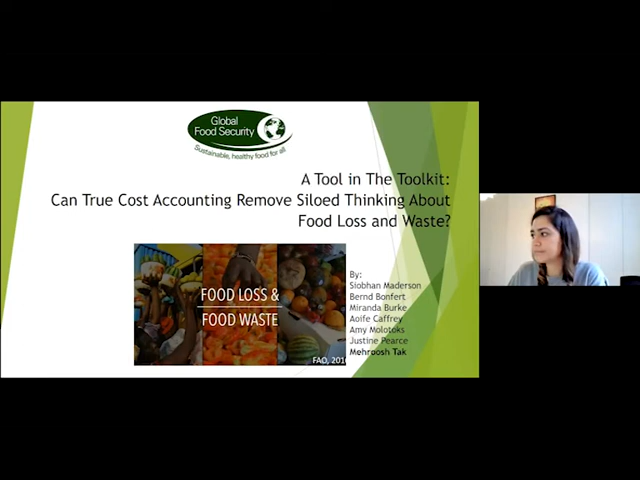 Global
Food Security
Sustainable, healthy food for all
A Tool in The Toolkit:
Can True Cost Accounting Remove Siloed Thinking About
Food Loss and Waste?
FOOD LOSS &
FOOD WASTE
FAO, 201
By:
Siobhan Maderson
Bernd Bonfert
Miranda Burke
Aoife Caffrey
Amy Molotoks
Justine Pearce
Mehroosh Tak